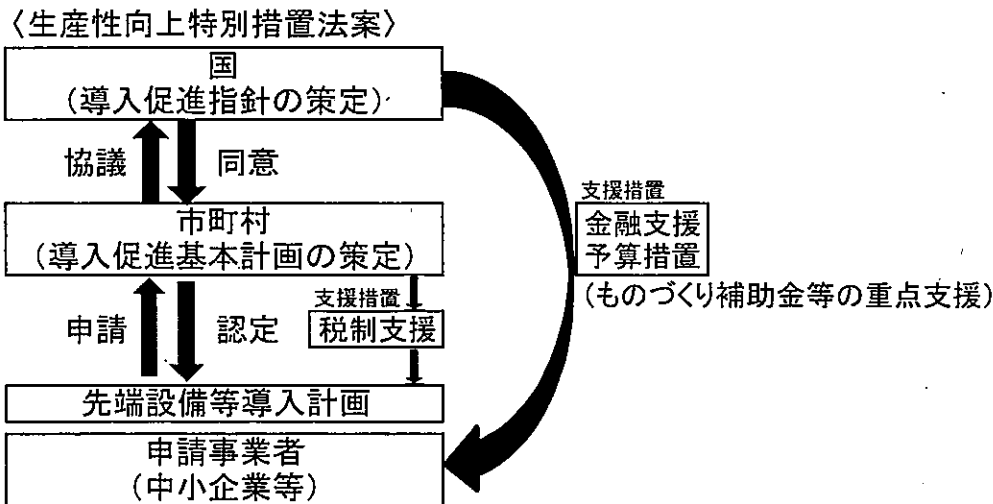 〈生産性向上特別措置法案〉
国
(導入促進指針の策定)
協議
同意
市町村
(導入促進基本計画の策定)
支援措置
金融支援
予算措置
(ものづくり補助金等の重点支援)
申請
認定
支援措置
税制支援
先端設備等導入計画
申請事業者
(中小企業等)